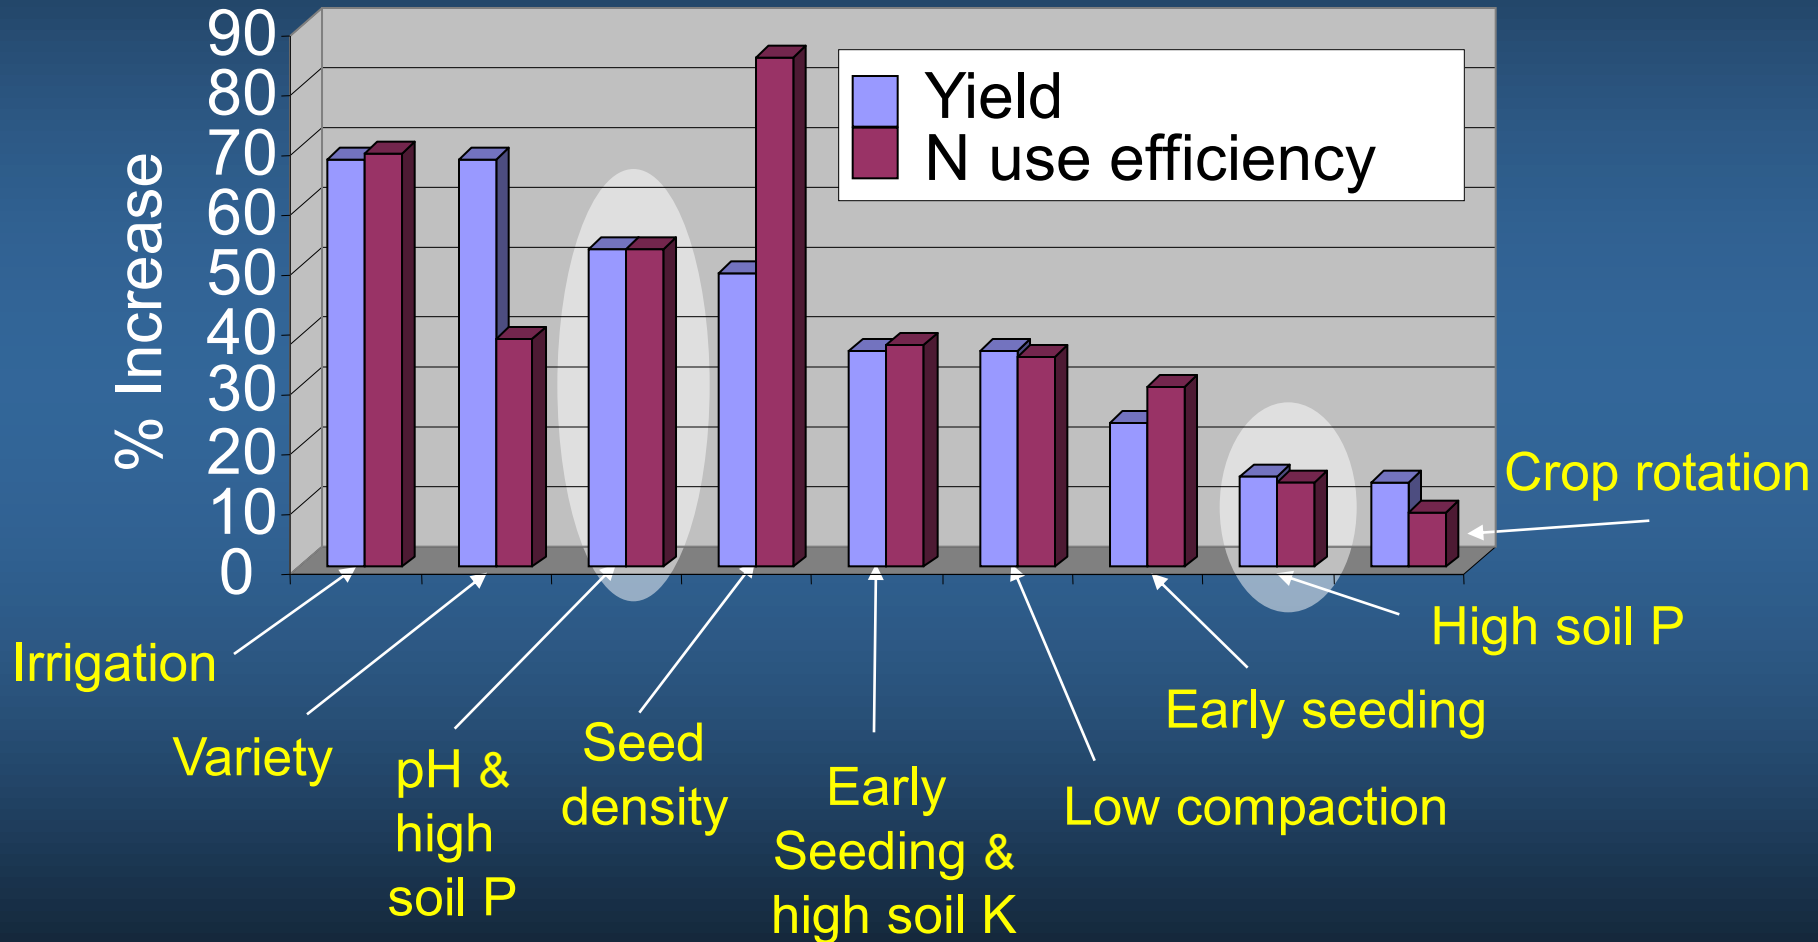 90
80
70
60
50
40
30
20
10
0
% Increase
Yield
N use efficiency
Crop rotation
High soil P
Irrigation
Early seeding
Variety
pH &
high
soil P
Seed
density
Early
Seeding &
high soil K
Low compaction